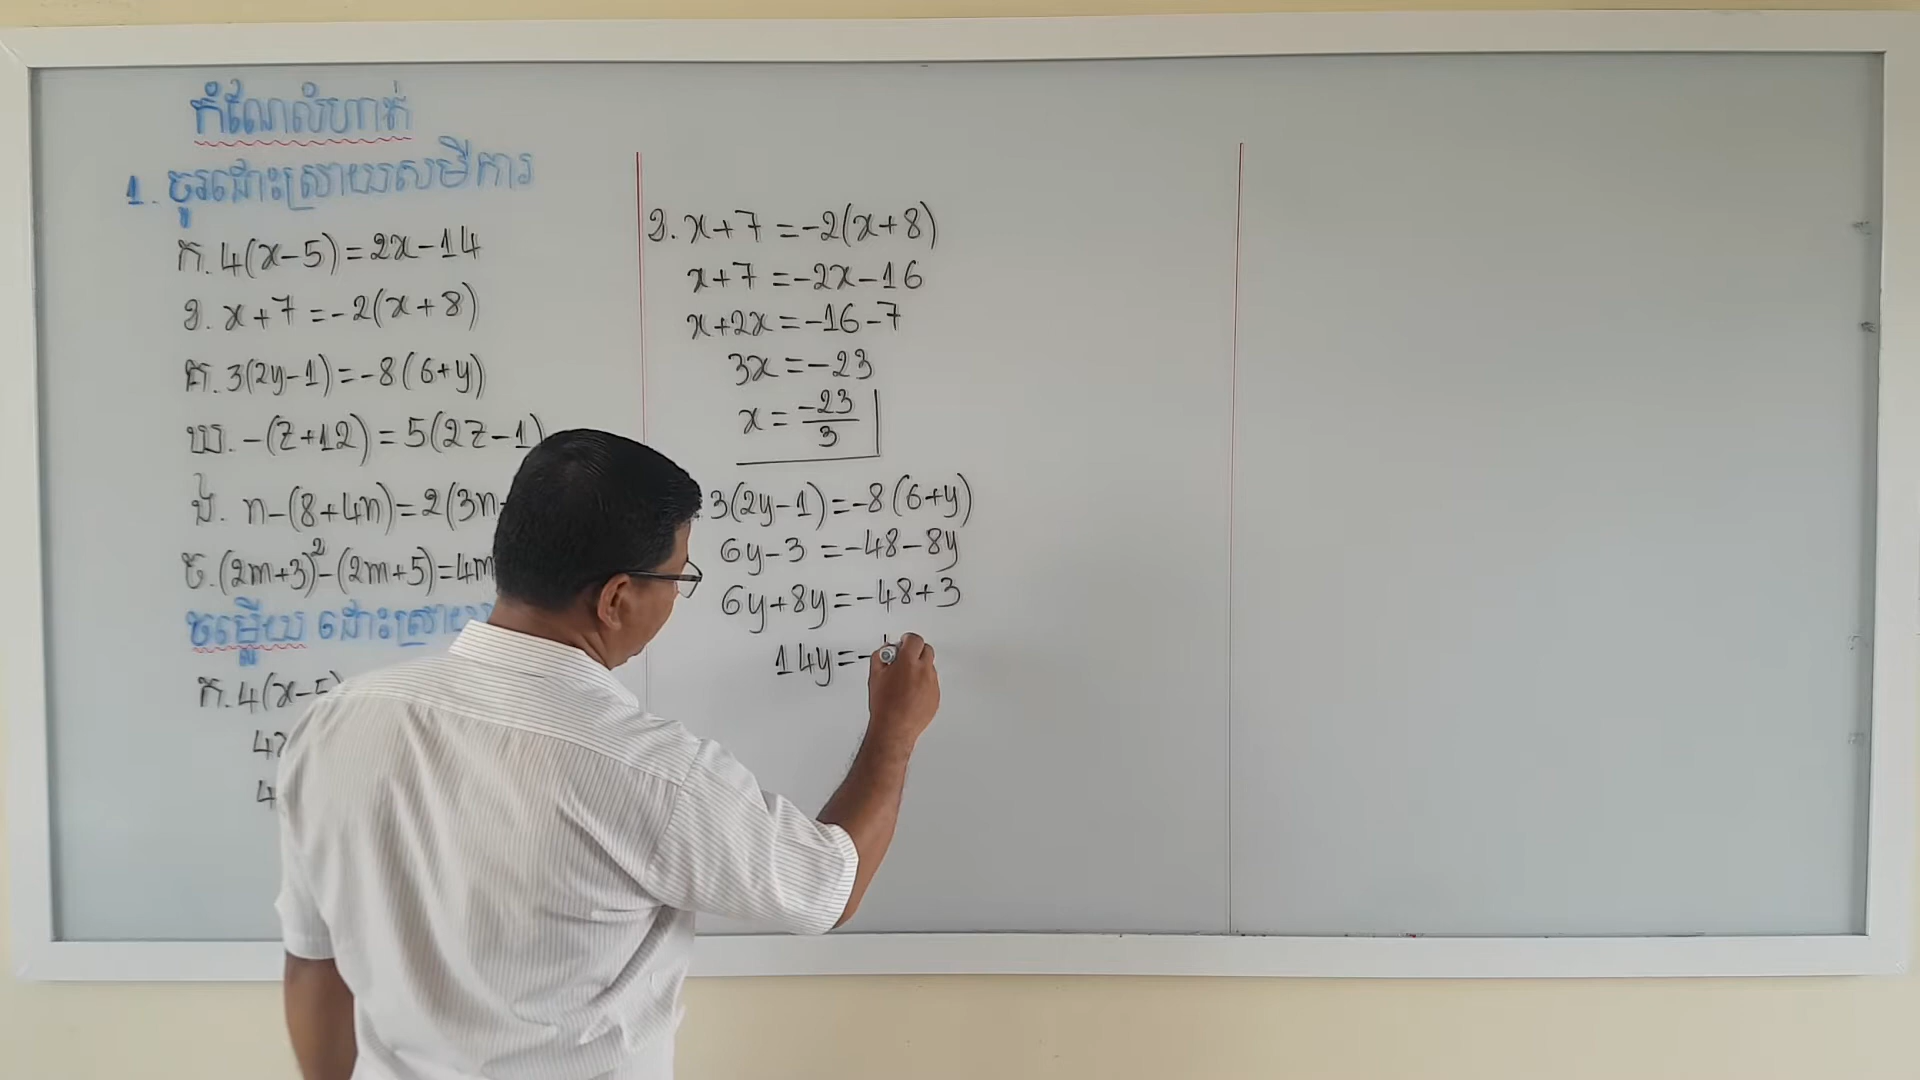 កំណែលំហាត់
1. ចូរដោះស្រាយសមីការ
ក. 4(x-5)=2x-14
ខ. x+7=-2(x+8)
គ. 3(2y-1)=-8(6+y)
ឃ. -(z+12)=5(2z-1)
ង. n-(8+4n)=2(3n
ច. (2m+3)²-(2m+5)=4m
ចម្លើយ ដោះស្រាយ
ក. 4(x-5)
4
4
ខ. x+7=-2(x+8)
x+7=-2x-16
x+2x=-16-7
3x=-23
x=-23/3
3(2y-1)=-8(6+y)
6y-3=-48-8y
6y+8y=-48+3
14y=-